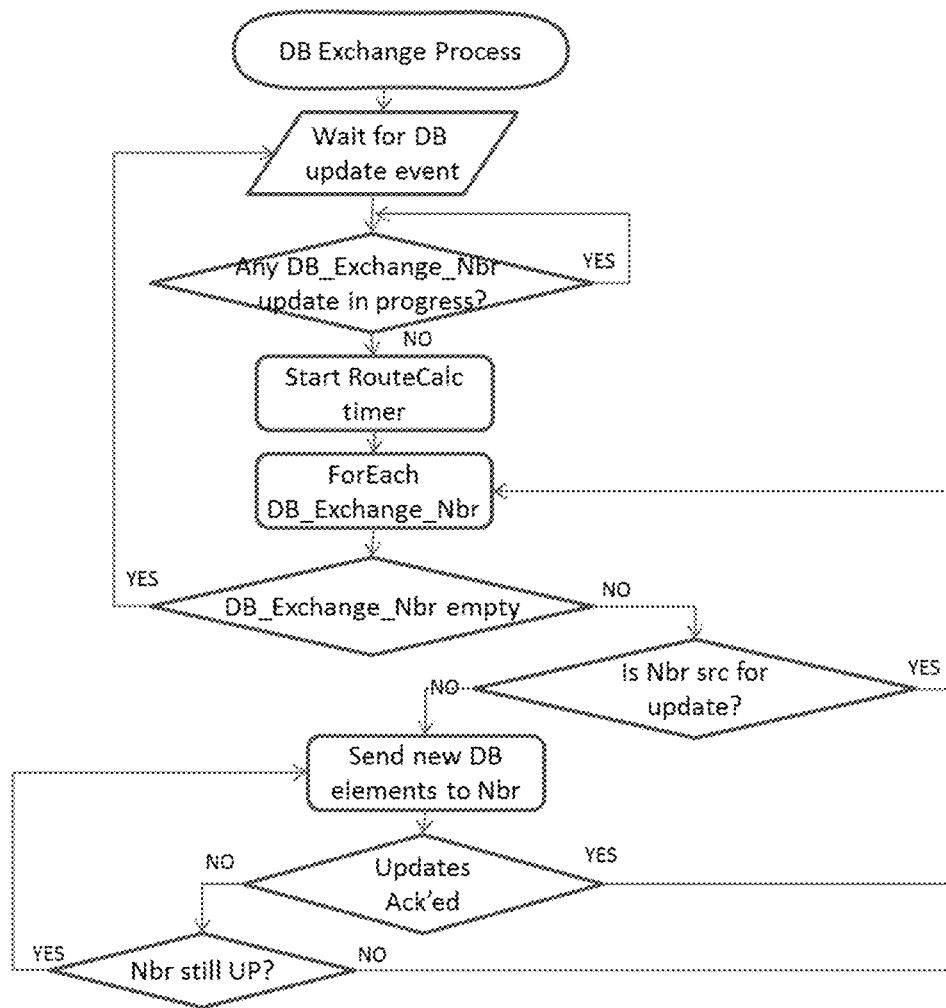 DB Exchange Process
Wait for DB
update event
Any DB_Exchange_Nbr
update in progress?
YES
NO
Start RouteCalc
timer
ForEach
DB_Exchange_Nbr
YES
DB_Exchange_Nbr empty
NO
Is Nbr src for
update?
YES
NO
Send new DB
elements to Nbr
NO
Updates
Ack'ed
YES
YES
Nbr still UP?
NO